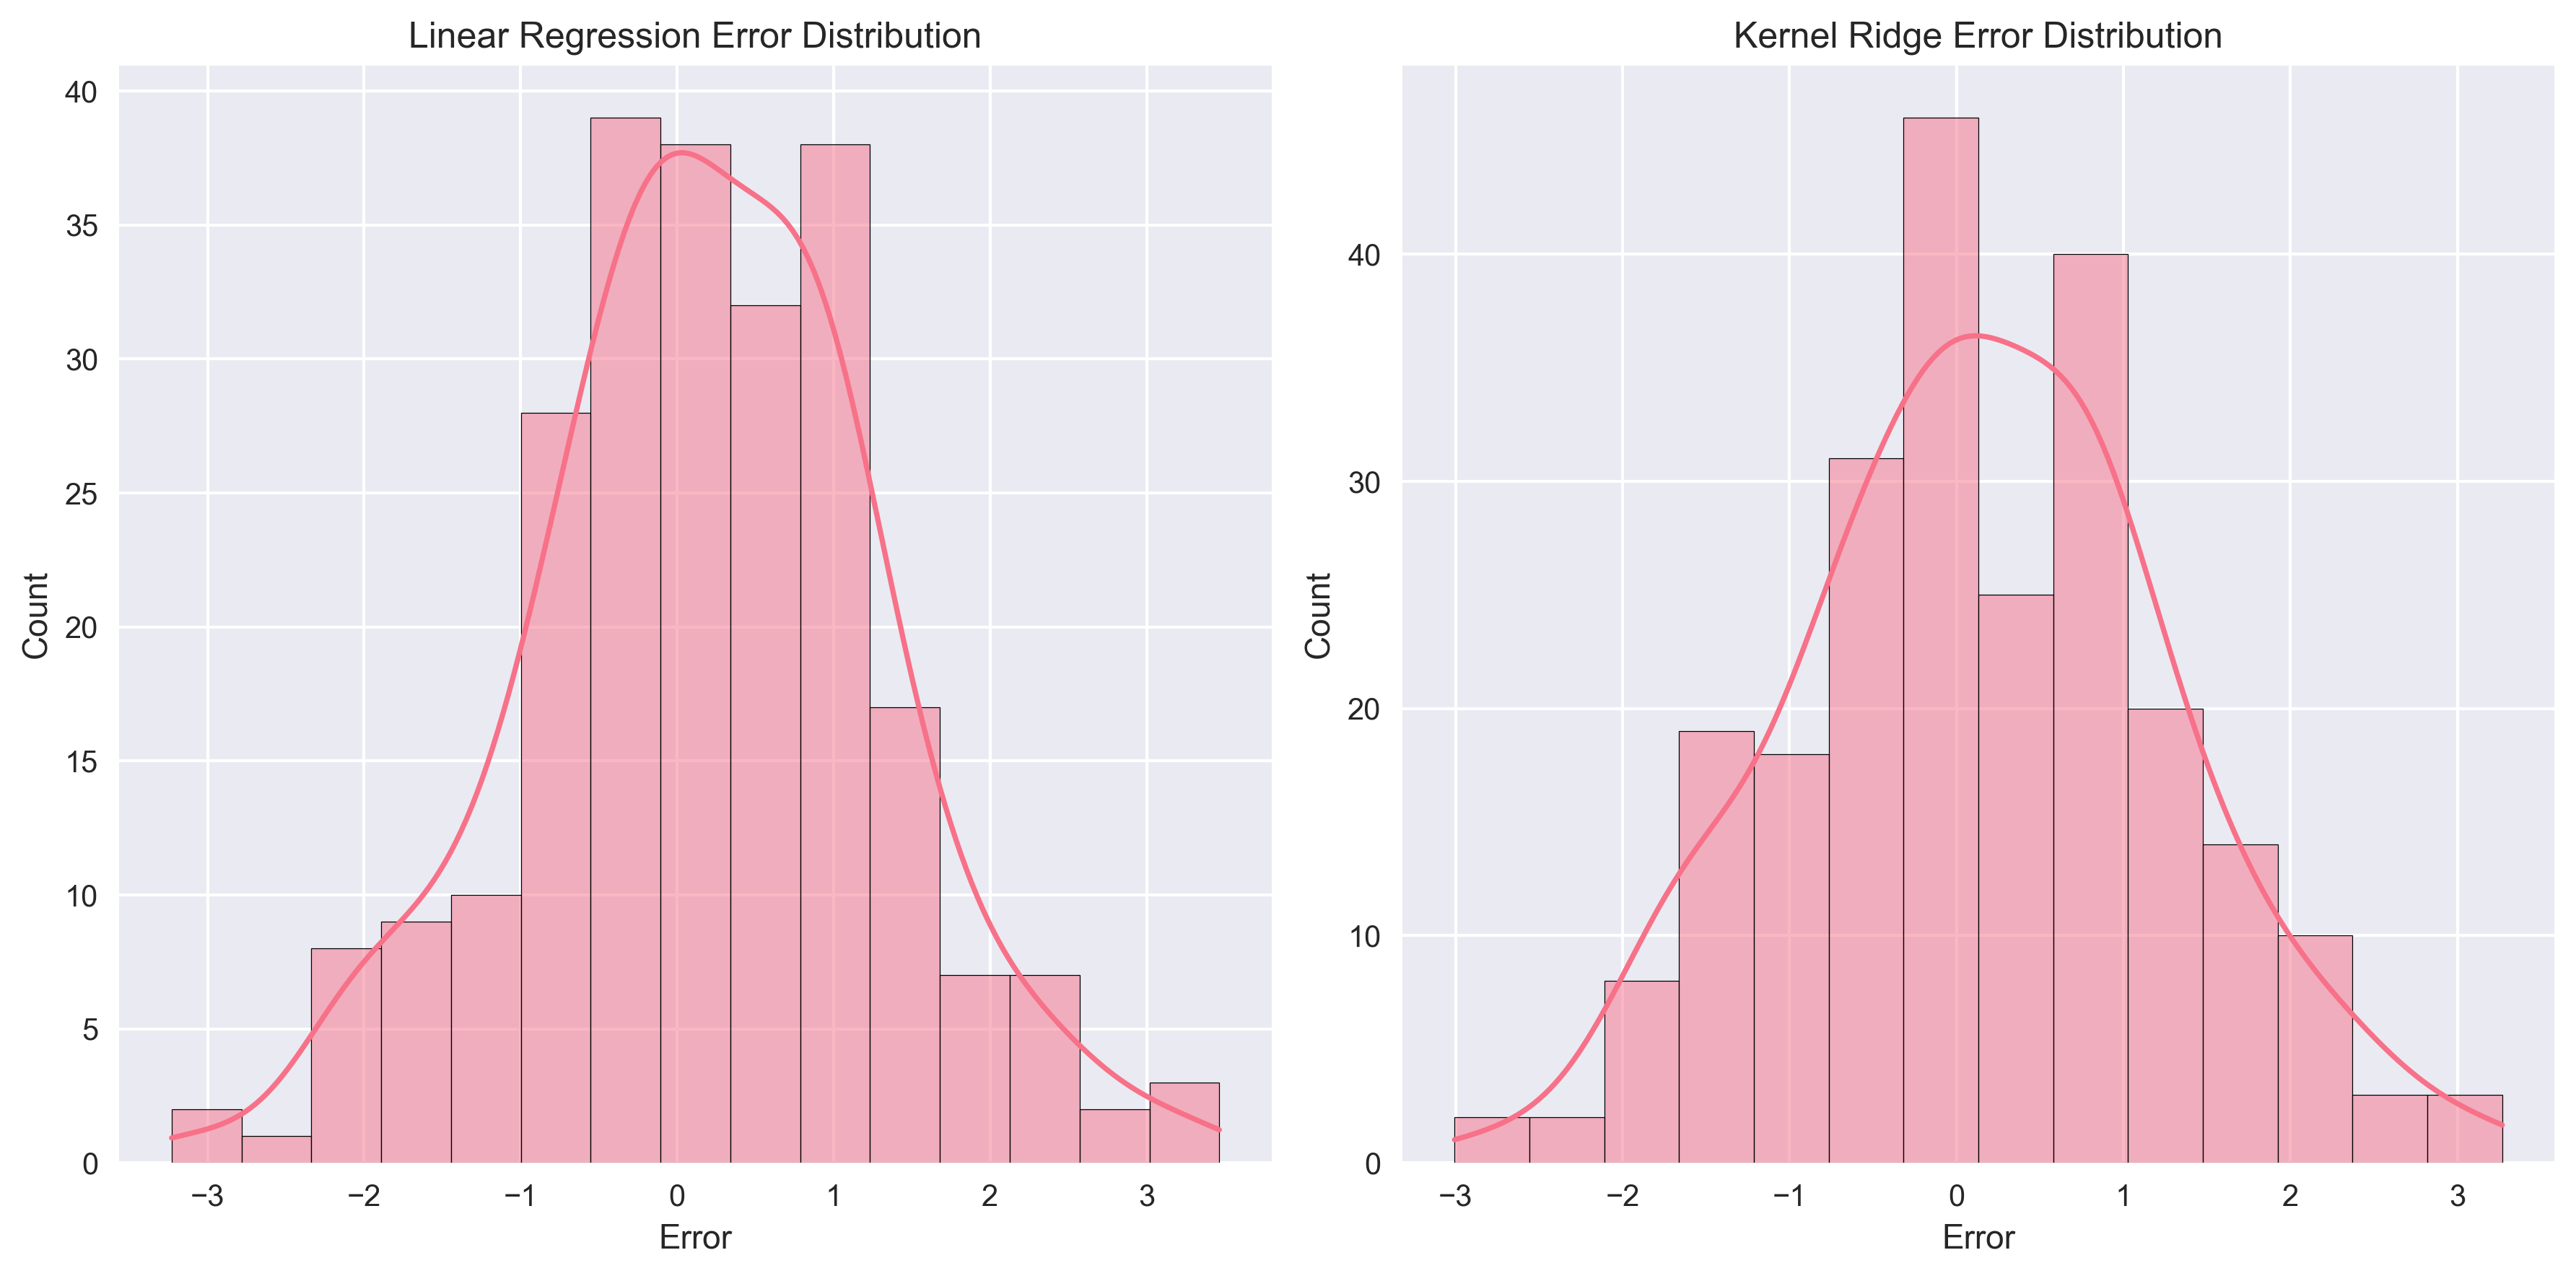 Linear Regression Error Distribution
Count
40
35
30
25
20
15
10
5
0
−3 −2 −1 0 1 2 3
Error
Kernel Ridge Error Distribution
Count
40
30
20
10
0
−3 −2 −1 0 1 2 3
Error